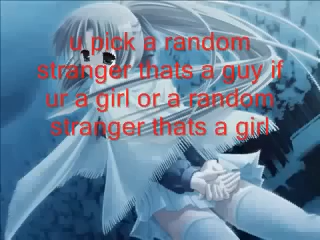 u pick a random
stranger thats a guy if
ur a girl or a random
stranger thats a girl